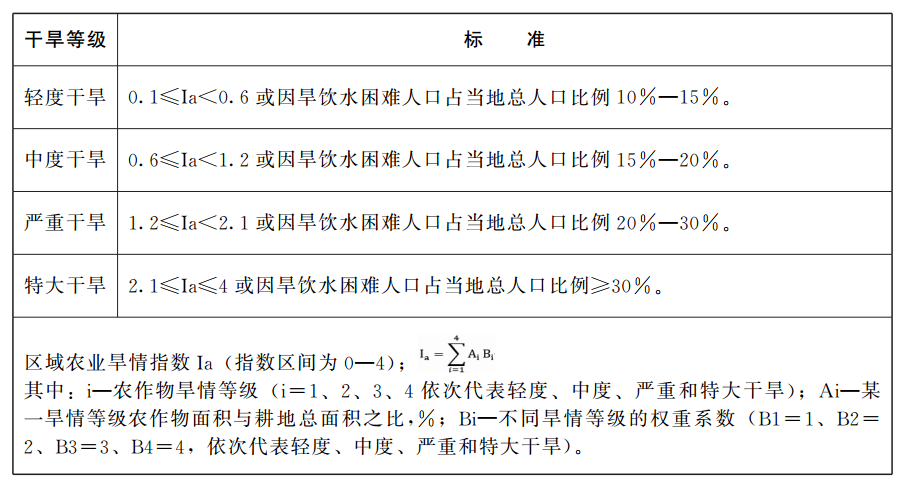 干旱等级 标 准
轻度干旱 0.1≤Ia<0.6 或因旱饮水困难人口占当地总人口比例 10%—15%。
中度干旱 0.6≤Ia<1.2 或因旱饮水困难人口占当地总人口比例 15%—20%。
严重干旱 1.2≤Ia<2.1 或因旱饮水困难人口占当地总人口比例 20%—30%。
特大干旱 2.1≤Ia≤4 或因旱饮水困难人口占当地总人口比例≥30%。
区域农业旱情指数 Ia（指数区间为 0—4）；Ia = ∑(i=1→4) Ai Bi
其中：i—农作物旱情等级（i=1、2、3、4 依次代表轻度、中度、严重和特大干旱）；Ai—某
一旱情等级农作物面积与耕地总面积之比，%；Bi—不同旱情等级的权重系数（B1=1、B2=
2、B3=3、B4=4，依次代表轻度、中度、严重和特大干旱）。